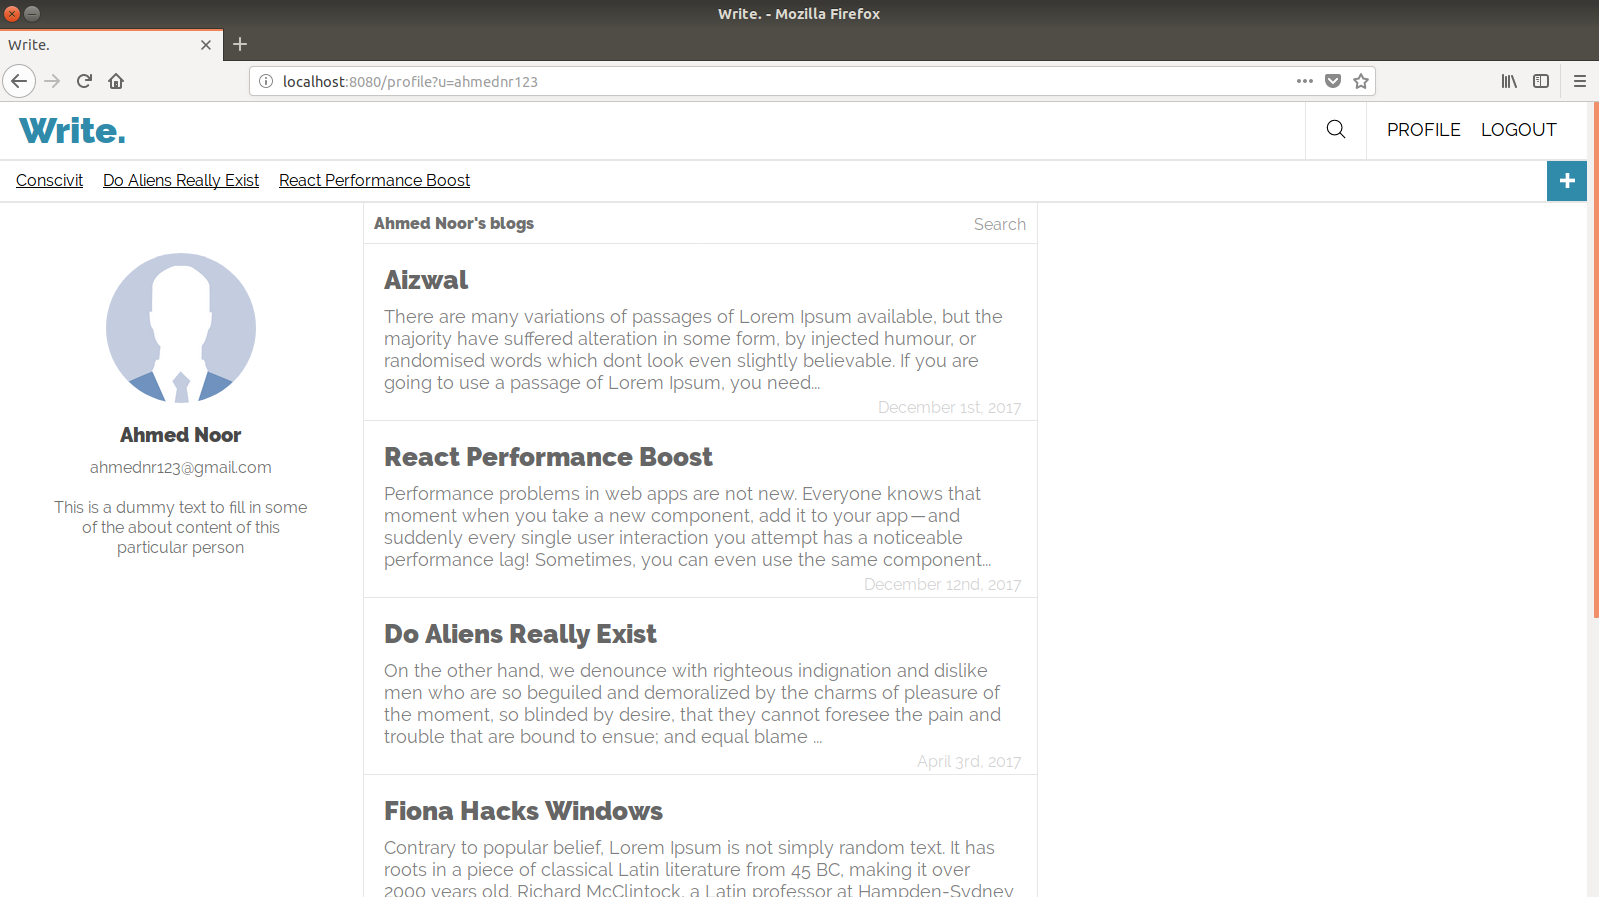 Write. - Mozilla Firefox
Write.
localhost:8080/profile?u=ahmednr123
Write.
PROFILE LOGOUT
Conscivit Do Aliens Really Exist React Performance Boost
Ahmed Noor
ahmednr123@gmail.com
This is a dummy text to fill in some
of the about content of this
particular person
Ahmed Noor's blogs Search
Aizwal
There are many variations of passages of Lorem Ipsum available, but the
majority have suffered alteration in some form, by injected humour, or
randomised words which dont look even slightly believable. If you are
going to use a passage of Lorem Ipsum, you need...
December 1st, 2017
React Performance Boost
Performance problems in web apps are not new. Everyone knows that
moment when you take a new component, add it to your app — and
suddenly every single user interaction you attempt has a noticeable
performance lag! Sometimes, you can even use the same component...
December 12nd, 2017
Do Aliens Really Exist
On the other hand, we denounce with righteous indignation and dislike
men who are so beguiled and demoralized by the charms of pleasure of
the moment, so blinded by desire, that they cannot foresee the pain and
trouble that are bound to ensue; and equal blame ...
April 3rd, 2017
Fiona Hacks Windows
Contrary to popular belief, Lorem Ipsum is not simply random text. It has
roots in a piece of classical Latin literature from 45 BC, making it over
2000 years old. Richard McClintock, a Latin professor at Hampden-Sydney